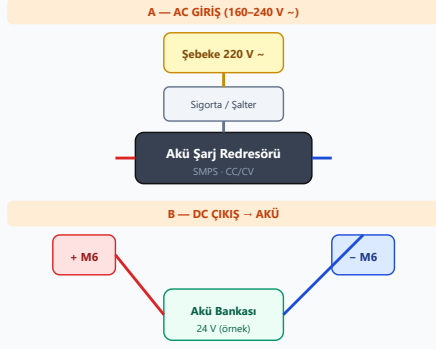 A — AC GİRİŞ (160–240 V ~)
Şebeke 220 V ~
Sigorta / Şalter
Akü Şarj Redresörü
SMPS · CC/CV
B — DC ÇIKIŞ → AKÜ
+ M6
− M6
Akü Bankası
24 V (örnek)